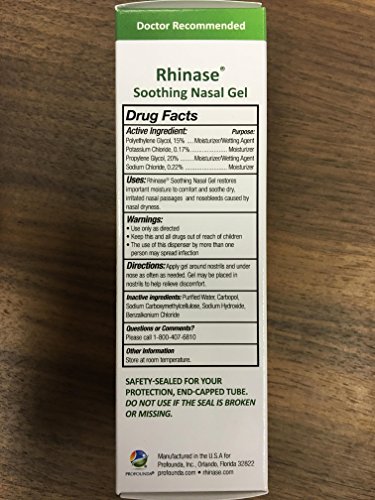 Doctor Recommended
Rhinase®
Soothing Nasal Gel
Drug Facts
Active Ingredient: Purpose:
Polyethylene Glycol, 15% .... Moisturizer/Wetting Agent
Potassium Chloride, 0.17%........................ Moisturizer
Propylene Glycol, 20% ...... Moisturizer/Wetting Agent
Sodium Chloride, 0.22% .......................... Moisturizer
Uses: Rhinase® Soothing Nasal Gel restores
important moisture to comfort and soothe dry,
irritated nasal passages and nosebleeds caused by
nasal dryness.
Warnings:
• Use only as directed
• Keep this and all drugs out of reach of children
• The use of this dispenser by more than one
person may spread infection
Directions: Apply gel around nostrils and under
nose as often as needed. Gel may be placed in
nostrils to help relieve discomfort.
Inactive ingredients: Purified Water, Carbopol,
Sodium Carboxymethylcellulose, Sodium Hydroxide,
Benzalkonium Chloride
Questions or Comments?
Please call 1-800-407-6810
Other Information
Store at room temperature.
SAFETY-SEALED FOR YOUR
PROTECTION, END-CAPPED TUBE.
DO NOT USE IF THE SEAL IS BROKEN
OR MISSING.
PROFOUNDA®
Manufactured in the U.S.A for
Profounda, Inc., Orlando, Florida 32822
profounda.com • rhinase.com